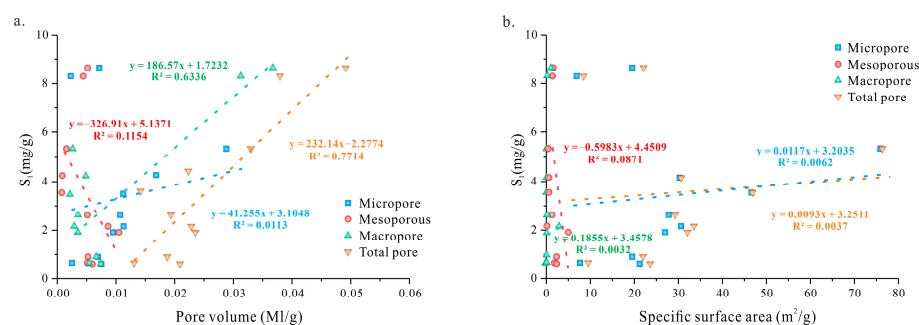 a.
10
8
6
4
2
0
S₁(mg/g)
0.00
0.01
0.02
0.03
0.04
0.05
0.06
Pore volume (Ml/g)
y = 186.57x + 1.7232
R² = 0.6336
y=−326.91x + 5.1371
R² = 0.1154
y = 232.14x−2.2774
R² = 0.7714
y = 41.255x + 3.1048
R² = 0.0113
Micropore
Mesoporous
Macropore
Total pore
b.
10
8
6
4
2
0
S₁(mg/g)
0
10
20
30
40
50
60
70
80
Specific surface area (m²/g)
Micropore
Mesoporous
Macropore
Total pore
y=−0.5983x + 4.4509
R² = 0.0871
y = 0.0117x + 3.2035
R² = 0.0062
y = 0.0093x + 3.2511
R² = 0.0037
y = 0.1855x + 3.4578
R² = 0.0032